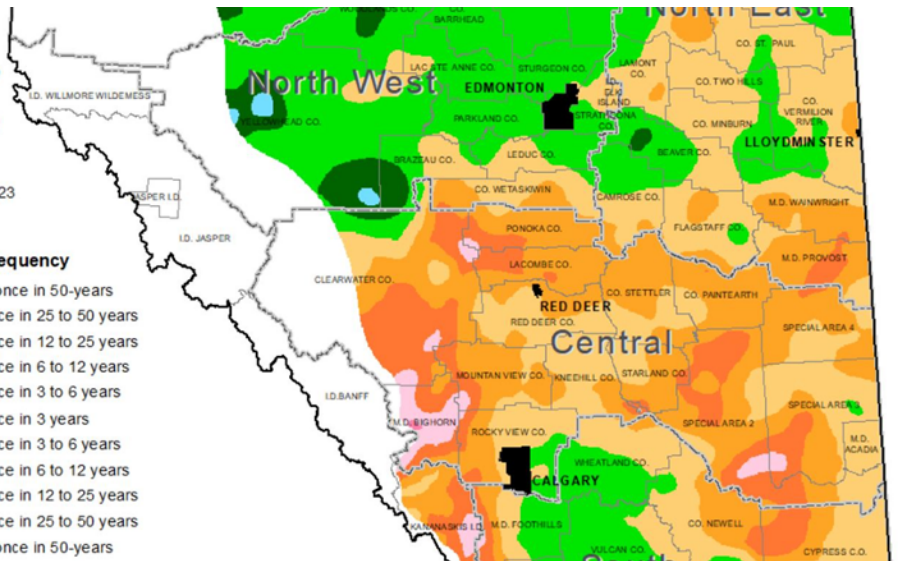 North East
WOODLANDS CO.
CO.
BARRHEAD
CO. ST. PAUL
LAC STE ANNE CO.
STURGEON CO.
LAMONT
CO.
North West
EDMONTON
CO. TWO HILLS
I.D.
ELK
ISLAND
I.D. WILLMORE WILDERNESS
YELLOWHEAD CO.
PARKLAND CO.
STRATHCONA
CO.
CO. MINBURN
CO.
VERMILION
RIVER
LLOYDMINSTER
BRAZEAU CO.
LEDUC CO.
BEAVER CO.
23
JASPER I.D.
CO. WETASKIWIN
CAMROSE CO.
M.D. WAINWRIGHT
I.D. JASPER
PONOKA CO.
FLAGSTAFF CO.
M.D. PROVOST
equency
LACOMBE CO.
CLEARWATER CO.
once in 50-years
CO. STETTLER
CO. PAINTEARTH
RED DEER
ce in 25 to 50 years
RED DEER CO.
SPECIAL AREA 4
ce in 12 to 25 years
Central
ce in 6 to 12 years
MOUNTAIN VIEW CO.
KNEEHILL CO.
STARLAND CO.
ce in 3 to 6 years
I.D.BANFF
SPECIAL AREA 3
ce in 3 years
M.D. BIGHORN
SPECIAL AREA 2
ce in 3 to 6 years
ROCKY VIEW CO.
M.D.
ACADIA
ce in 6 to 12 years
WHEATLAND CO.
CALGARY
ce in 12 to 25 years
ce in 25 to 50 years
KANANASKIS I.D.
M.D. FOOTHILLS
CO. NEWELL
once in 50-years
VULCAN CO.
CYPRESS C.O.
South